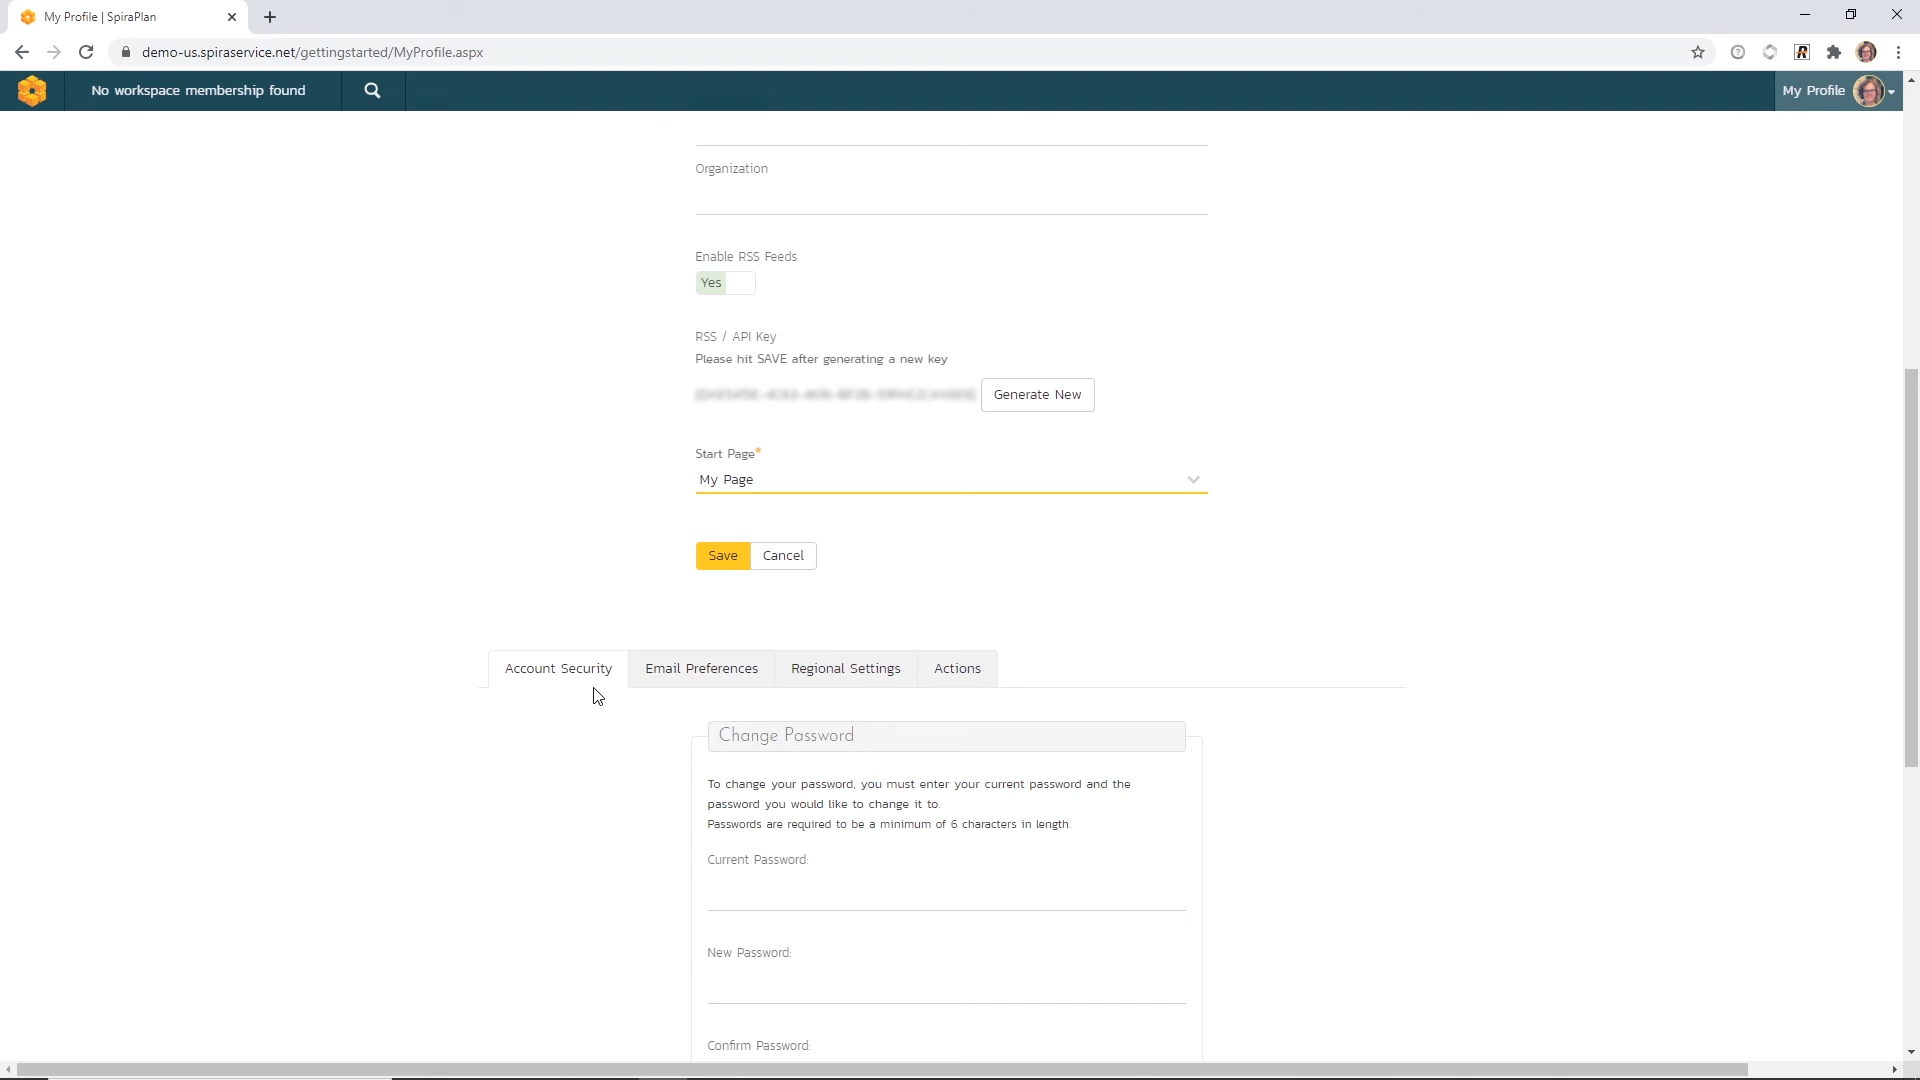 My Profile | SpiraPlan
demo-us.spiraservice.net/gettingstarted/MyProfile.aspx
No workspace membership found
My Profile
Organization
Enable RSS Feeds
Yes
RSS / API Key
Please hit SAVE after generating a new key
Generate New
Start Page*
My Page
Save Cancel
Account Security Email Preferences Regional Settings Actions
Change Password
To change your password, you must enter your current password and the
password you would like to change it to.
Passwords are required to be a minimum of 6 characters in length.
Current Password:
New Password:
Confirm Password: